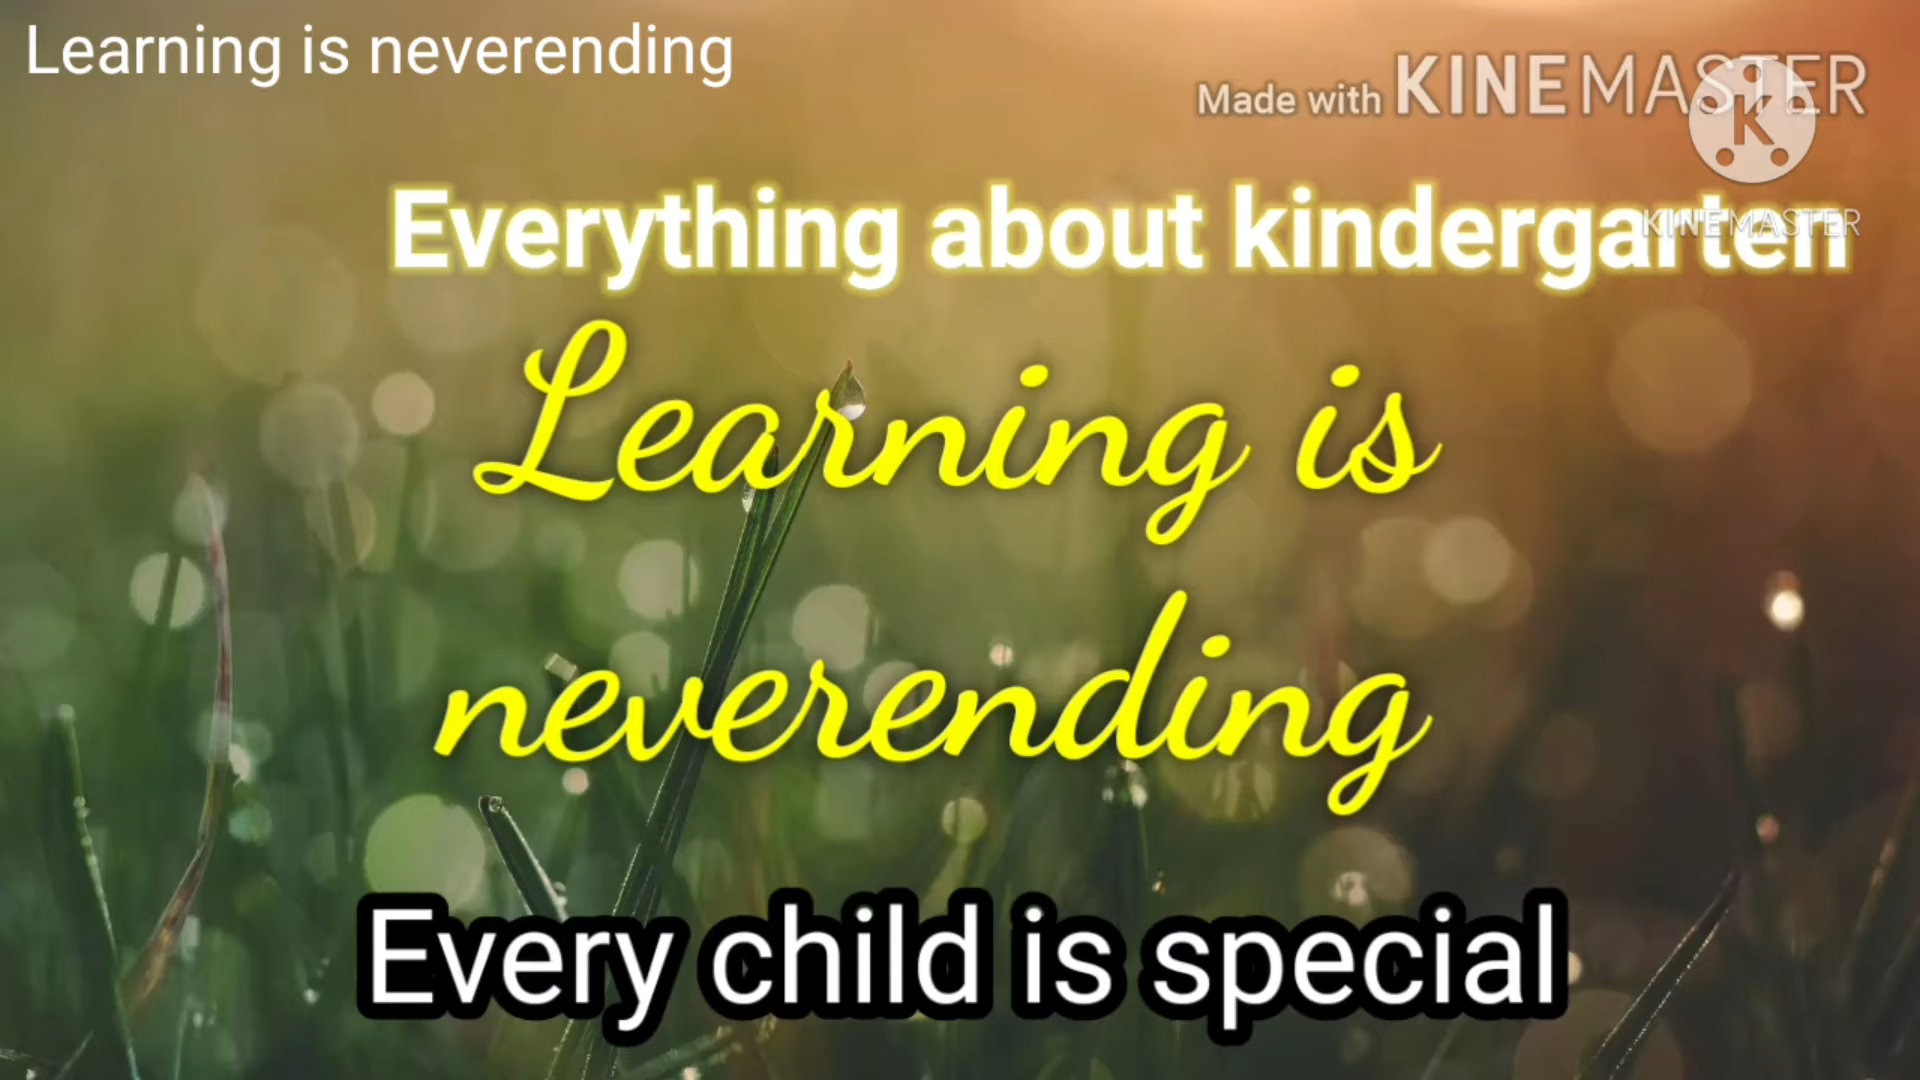 Learning is neverending
Made with KINEMASTER
K
KINEMASTER
Everything about kindergarten
Learning is
neverending
Every child is special